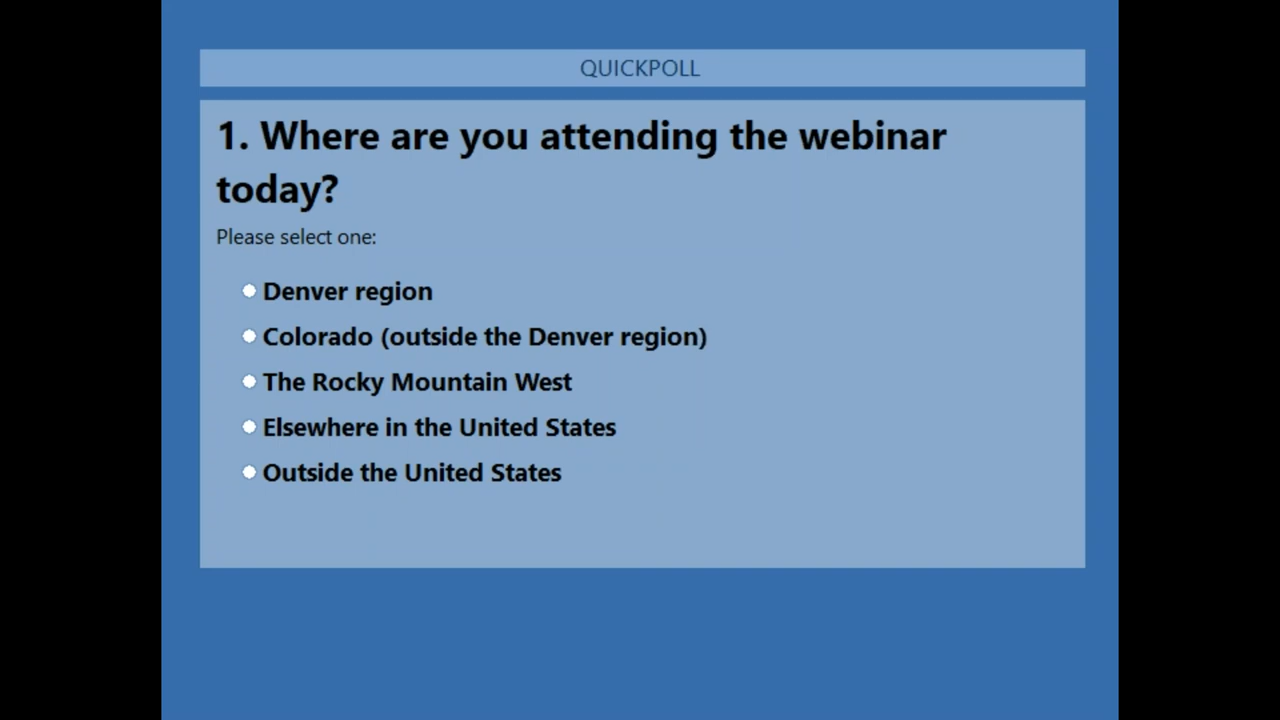 QUICKPOLL
1. Where are you attending the webinar
today?
Please select one:
Denver region
Colorado (outside the Denver region)
The Rocky Mountain West
Elsewhere in the United States
Outside the United States